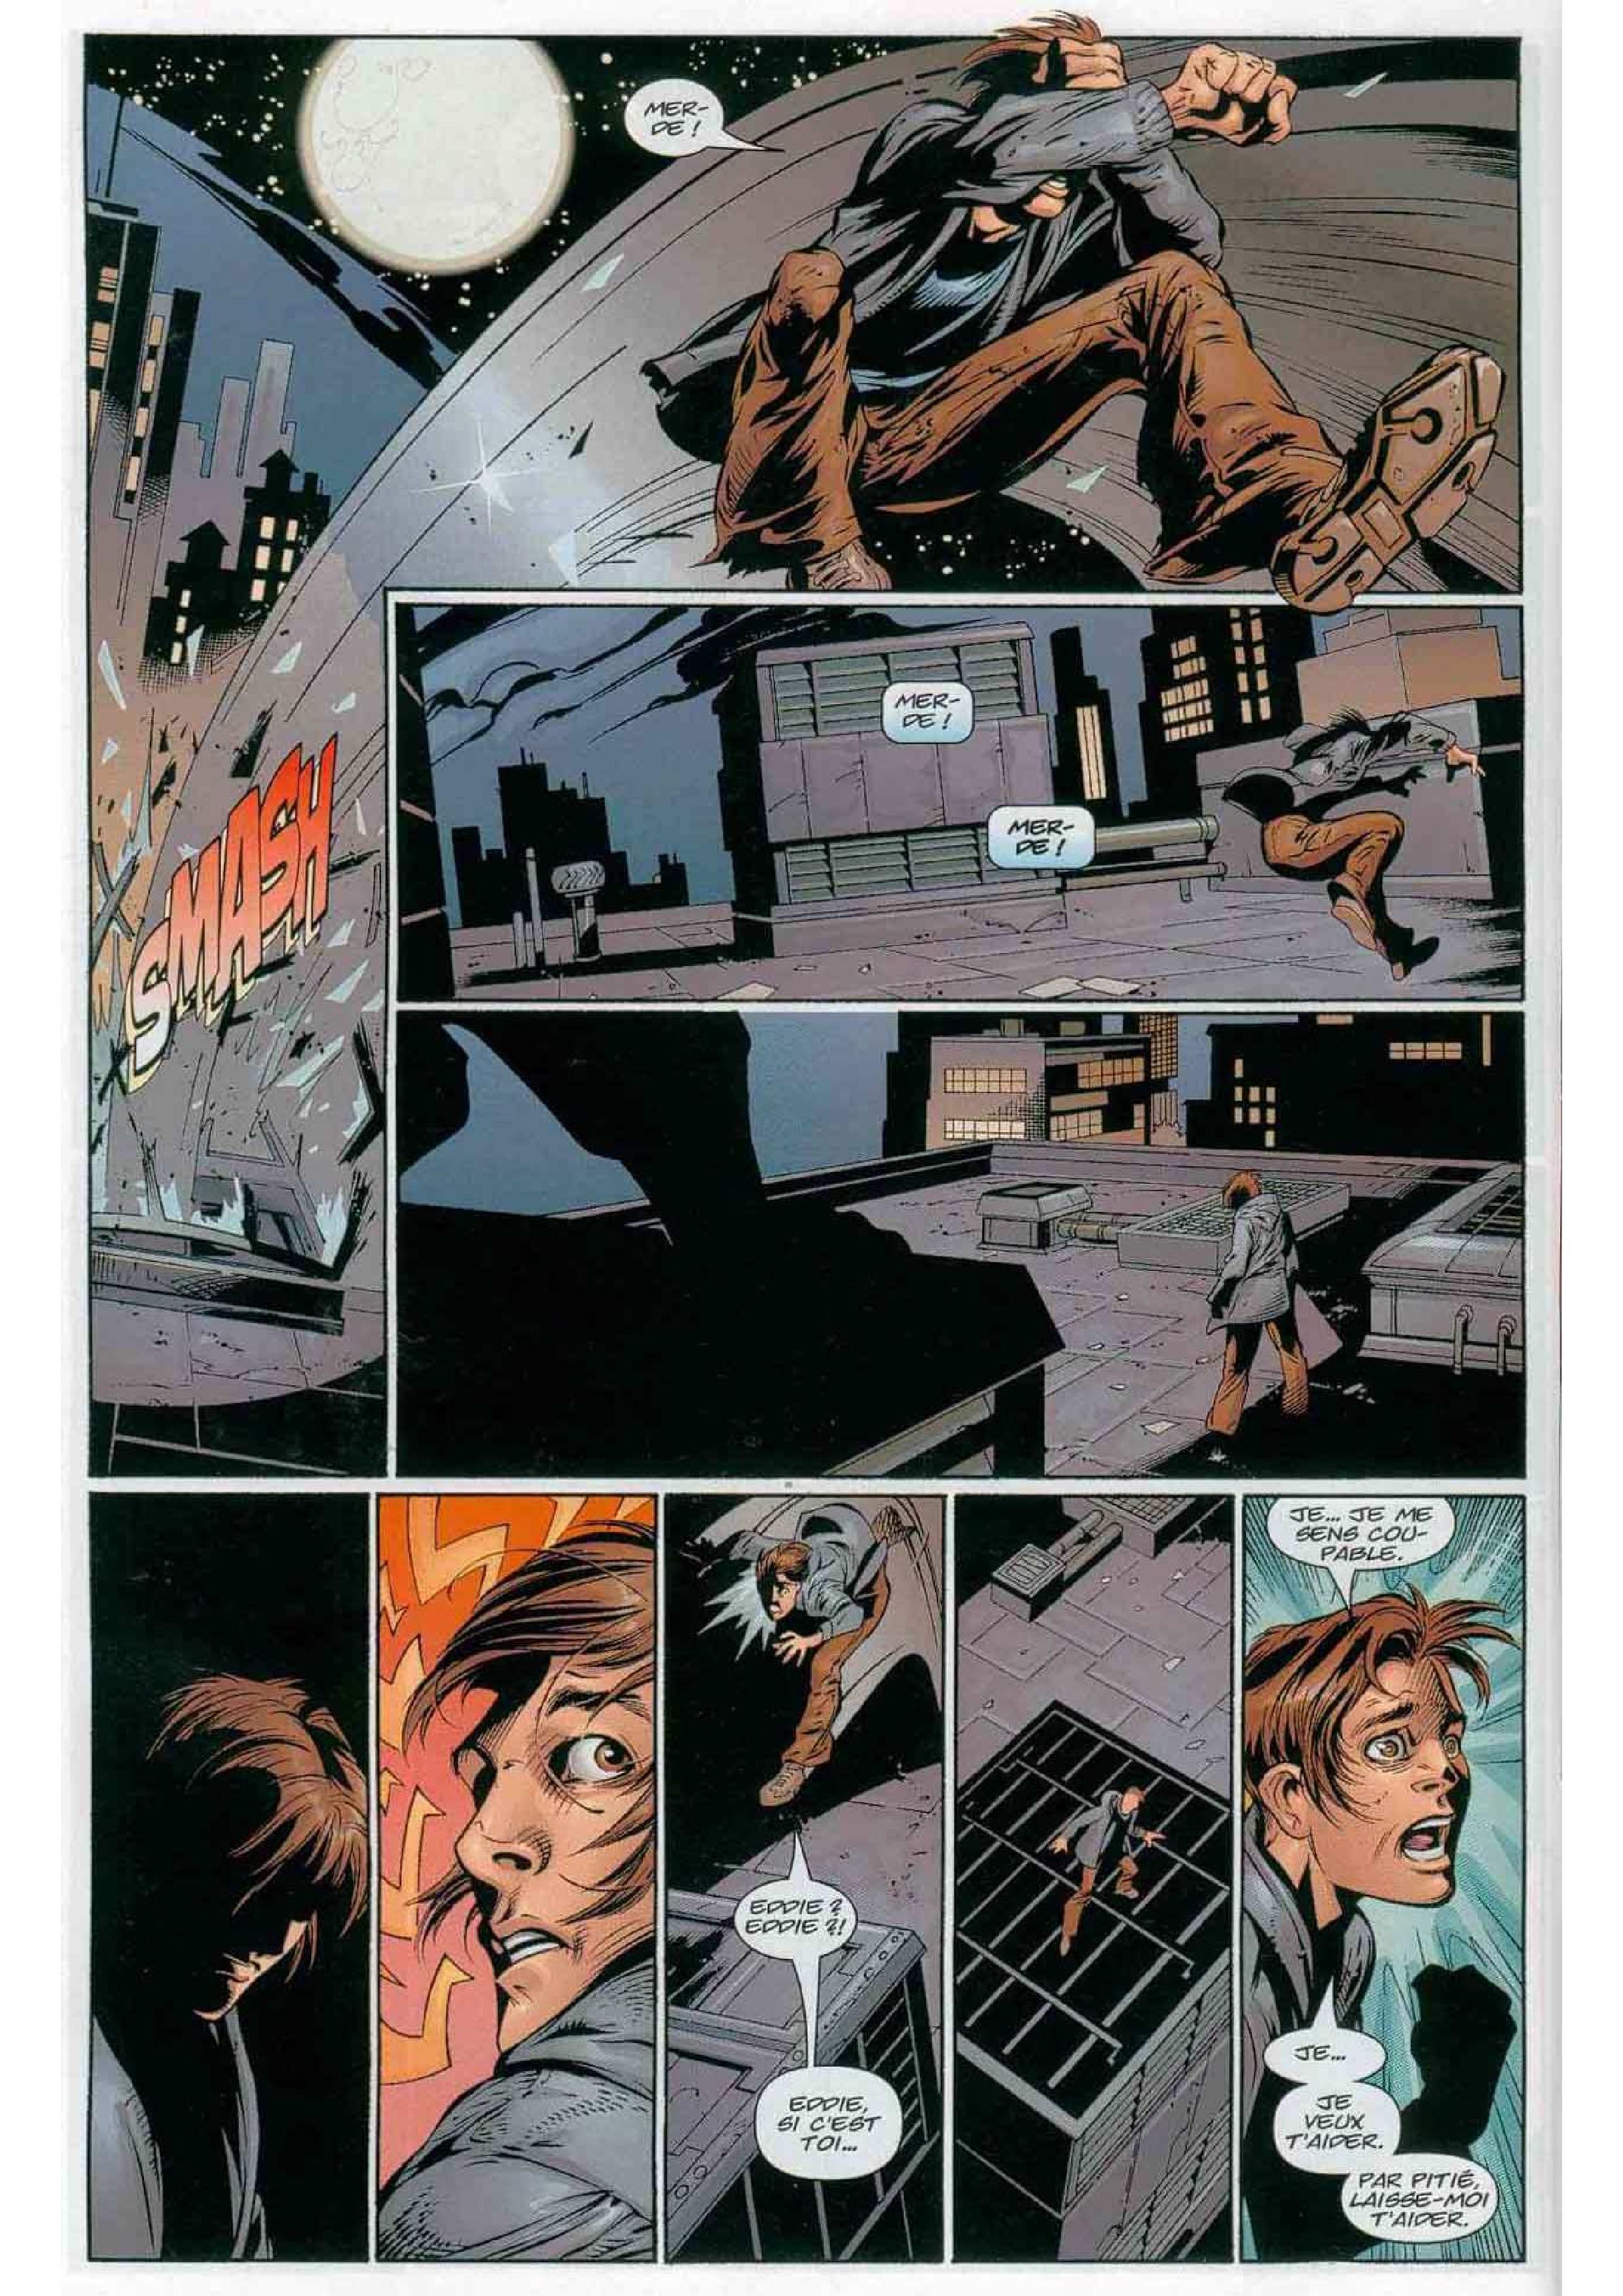 MER-
DE !
MER-
DE !
MER-
DE !
SMASH
EDDIE ?
EDDIE ?!
EDDIE,
SI C'EST
TOI...
JE... JE ME
SENS COU-
PABLE.
JE...
JE
VEUX
T'AIDER.
PAR PITIÉ,
LAISSE-MOI
T'AIDER.